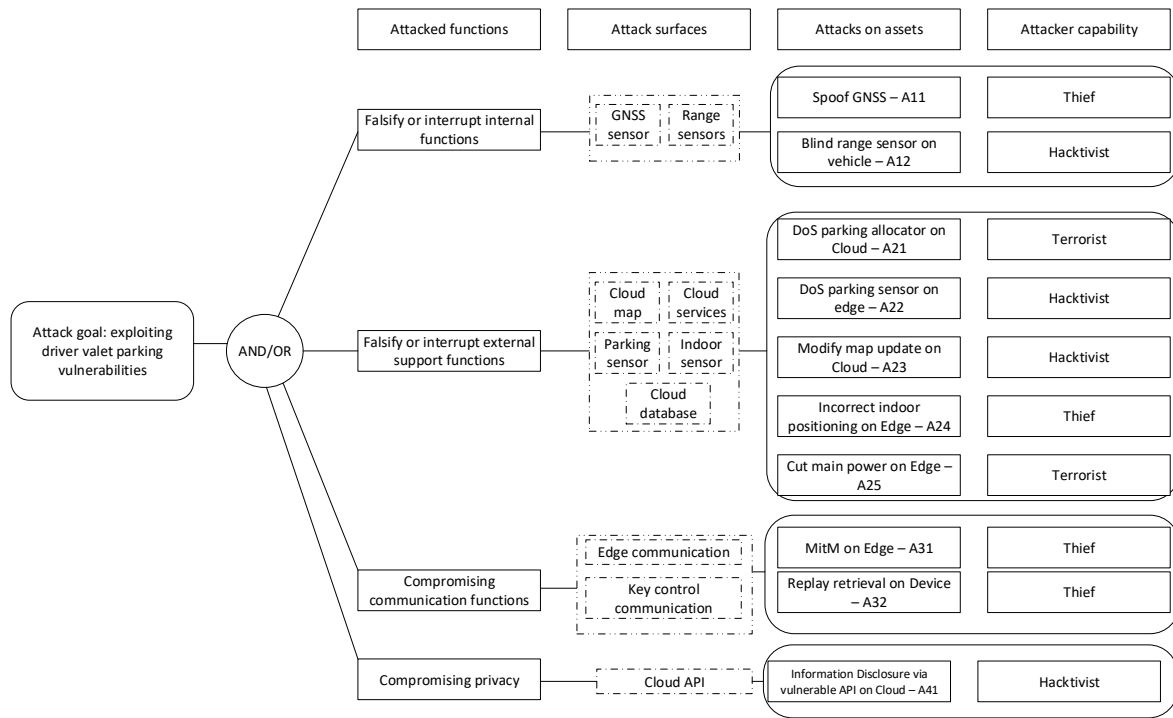 Attacked functions
Attack surfaces
Attacks on assets
Attacker capability
Falsify or interrupt internal
functions
GNSS
sensor
Range
sensors
Spoof GNSS – A11
Thief
Blind range sensor on
vehicle – A12
Hacktivist
Attack goal: exploiting
driver valet parking
vulnerabilities
AND/OR
Falsify or interrupt external
support functions
Cloud
map
Cloud
services
Parking
sensor
Indoor
sensor
Cloud
database
DoS parking allocator on
Cloud – A21
Terrorist
DoS parking sensor on
edge – A22
Hacktivist
Modify map update on
Cloud – A23
Hacktivist
Incorrect indoor
positioning on Edge – A24
Thief
Cut main power on Edge –
A25
Terrorist
Compromising
communication functions
Edge communication
Key control
communication
MitM on Edge – A31
Thief
Replay retrieval on Device
– A32
Thief
Compromising privacy
Cloud API
Information Disclosure via
vulnerable API on Cloud – A41
Hacktivist